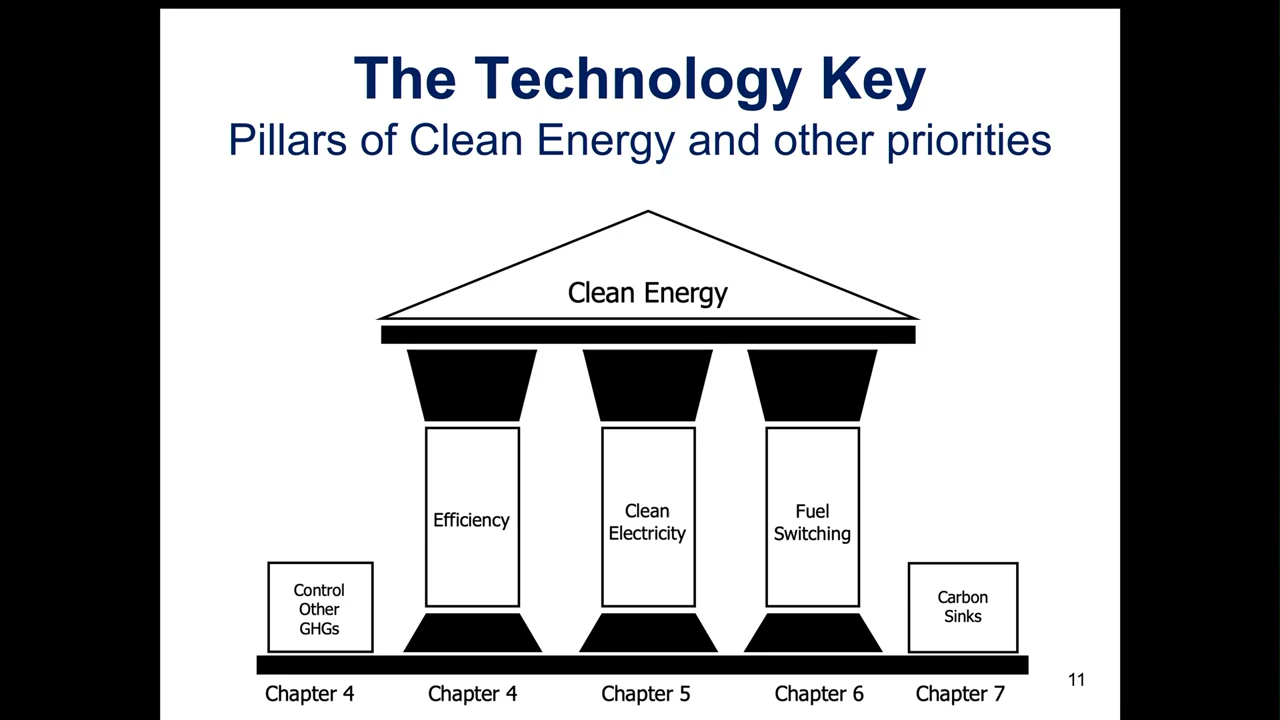 The Technology Key
Pillars of Clean Energy and other priorities
Clean Energy
Control
Other
GHGs
Efficiency
Clean
Electricity
Fuel
Switching
Carbon
Sinks
Chapter 4
Chapter 4
Chapter 5
Chapter 6
Chapter 7
11